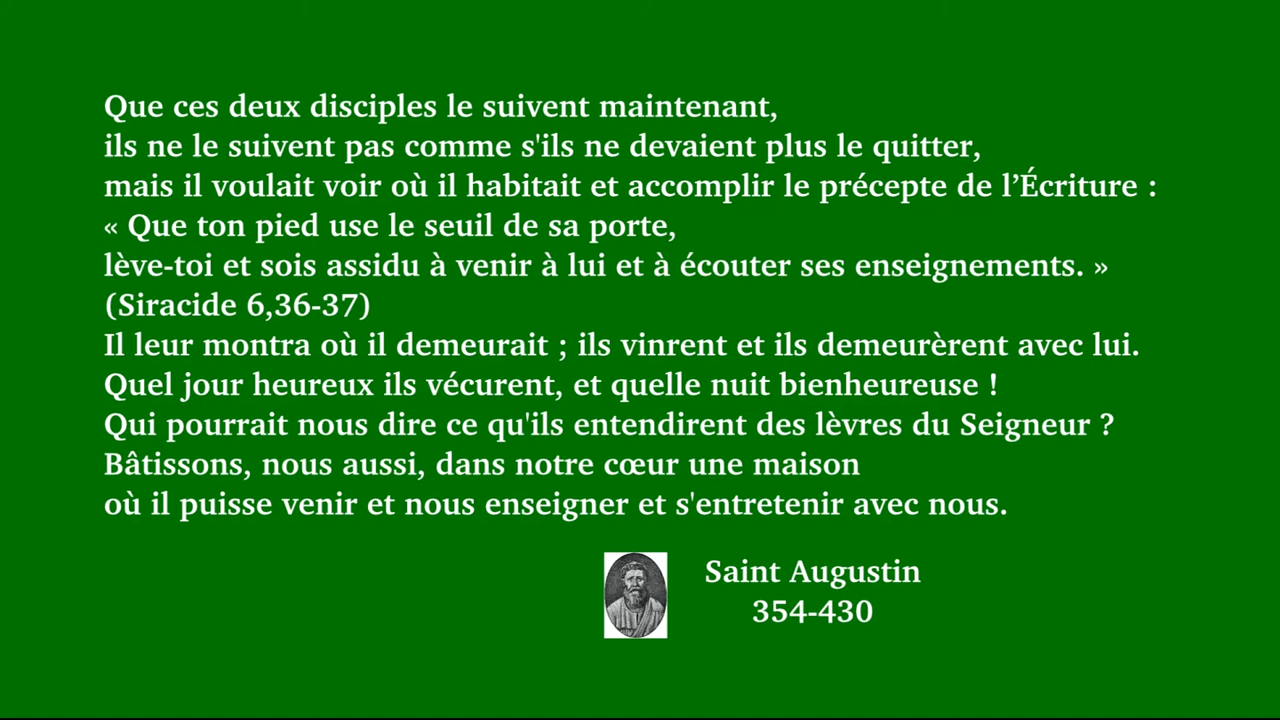 Que ces deux disciples le suivent maintenant,
ils ne le suivent pas comme s'ils ne devaient plus le quitter,
mais il voulait voir où il habitait et accomplir le précepte de l’Écriture :
« Que ton pied use le seuil de sa porte,
lève-toi et sois assidu à venir à lui et à écouter ses enseignements. »
(Siracide 6,36-37)
Il leur montra où il demeurait ; ils vinrent et ils demeurèrent avec lui.
Quel jour heureux ils vécurent, et quelle nuit bienheureuse !
Qui pourrait nous dire ce qu'ils entendirent des lèvres du Seigneur ?
Bâtissons, nous aussi, dans notre cœur une maison
où il puisse venir et nous enseigner et s'entretenir avec nous.
Saint Augustin
354-430